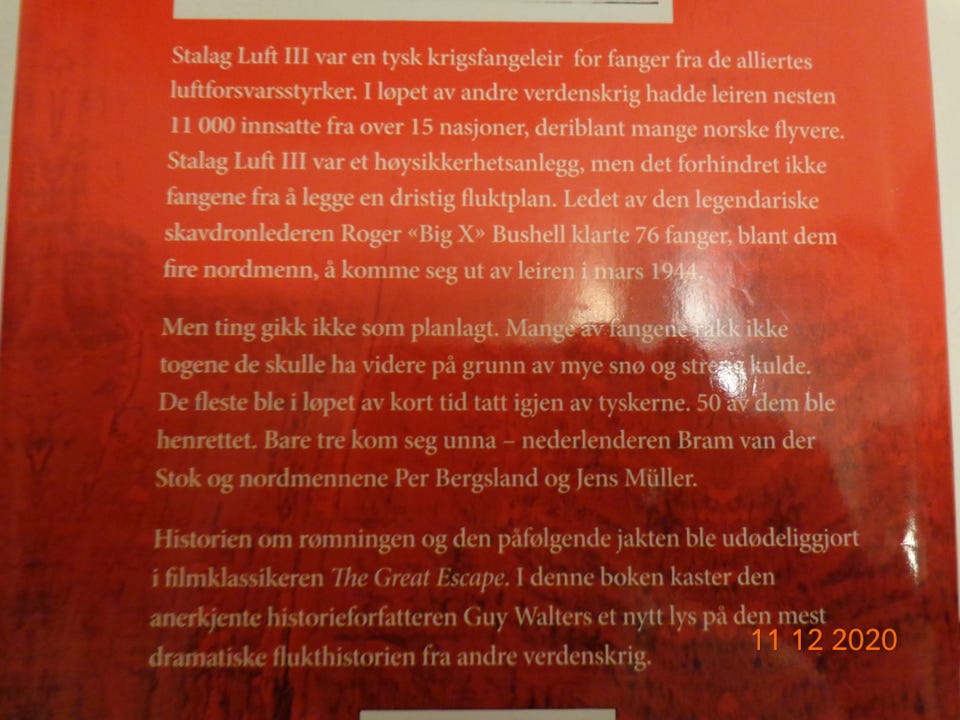 Stalag Luft III var en tysk krigsfangeleir for fanger fra de alliertes
luftforsvarsstyrker. I løpet av andre verdenskrig hadde leiren nesten
11 000 innsatte fra over 15 nasjoner, deriblant mange norske flyvere.
Stalag Luft III var et høysikkerhetsanlegg, men det forhindret ikke
fangene fra å legge en dristig fluktplan. Ledet av den legendariske
skavdronlederen Roger «Big X» Bushell klarte 76 fanger, blant dem
fire nordmenn, å komme seg ut av leiren i mars 1944.
Men ting gikk ikke som planlagt. Mange av fangene rakk ikke
togene de skulle ha videre på grunn av mye snø og streng kulde.
De fleste ble i løpet av kort tid tatt igjen av tyskerne. 50 av dem ble
henrettet. Bare tre kom seg unna – nederlenderen Bram van der
Stok og nordmennene Per Bergsland og Jens Müller.
Historien om rømningen og den påfølgende jakten ble udødeliggjort
i filmklassikeren The Great Escape. I denne boken kaster den
anerkjente historieforfatteren Guy Walters et nytt lys på den mest
dramatiske flukthistorien fra andre verdenskrig.
11 12 2020